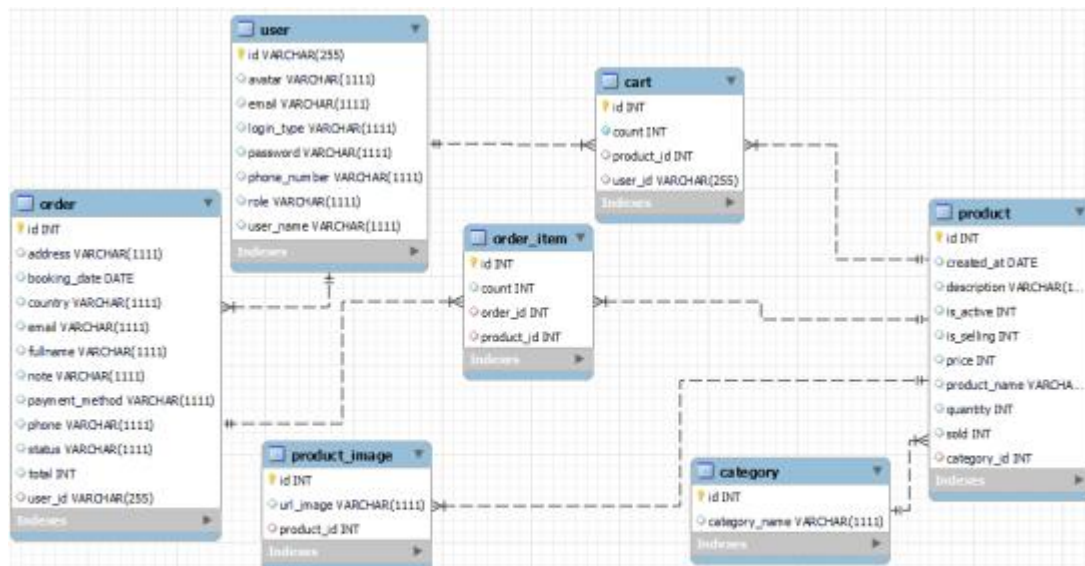 user
id VARCHAR(255)
avatar VARCHAR(1111)
email VARCHAR(1111)
login_type VARCHAR(1111)
password VARCHAR(1111)
phone_number VARCHAR(1111)
role VARCHAR(1111)
user_name VARCHAR(1111)
Indexes
cart
id INT
count INT
product_id INT
user_id VARCHAR(255)
Indexes
order
id INT
address VARCHAR(1111)
booking_date DATE
country VARCHAR(1111)
email VARCHAR(1111)
fullname VARCHAR(1111)
note VARCHAR(1111)
payment_method VARCHAR(1111)
phone VARCHAR(1111)
status VARCHAR(1111)
total INT
user_id VARCHAR(255)
Indexes
order_item
id INT
count INT
order_id INT
product_id INT
Indexes
product
id INT
created_at DATE
description VARCHAR(1...
is_active INT
is_selling INT
price INT
product_name VARCHA...
quantity INT
sold INT
category_id INT
Indexes
product_image
id INT
url_image VARCHAR(1111)
product_id INT
Indexes
category
id INT
category_name VARCHAR(1111)
Indexes